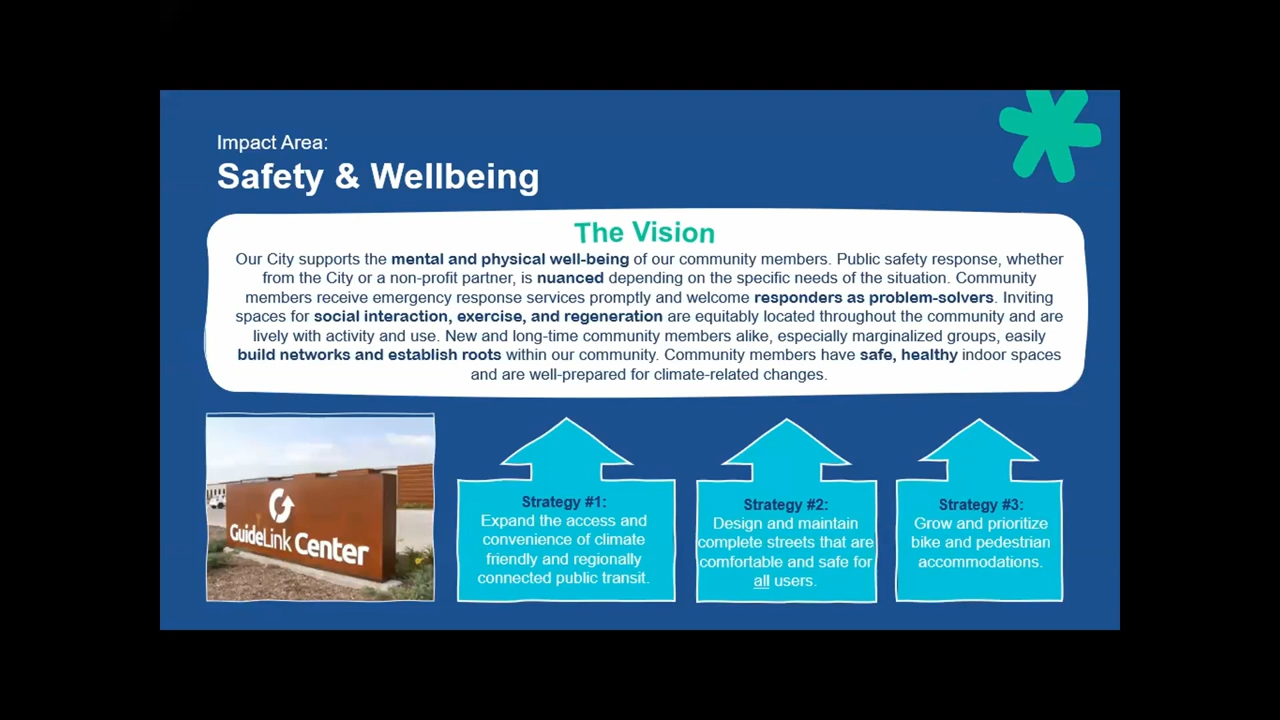 Impact Area:
Safety & Wellbeing
The Vision
Our City supports the mental and physical well-being of our community members. Public safety response, whether
from the City or a non-profit partner, is nuanced depending on the specific needs of the situation. Community
members receive emergency response services promptly and welcome responders as problem-solvers. Inviting
spaces for social interaction, exercise, and regeneration are equitably located throughout the community and are
lively with activity and use. New and long-time community members alike, especially marginalized groups, easily
build networks and establish roots within our community. Community members have safe, healthy indoor spaces
and are well-prepared for climate-related changes.
GuideLink Center
Strategy #1:
Expand the access and
convenience of climate
friendly and regionally
connected public transit.
Strategy #2:
Design and maintain
complete streets that are
comfortable and safe for
all users.
Strategy #3:
Grow and prioritize
bike and pedestrian
accommodations.